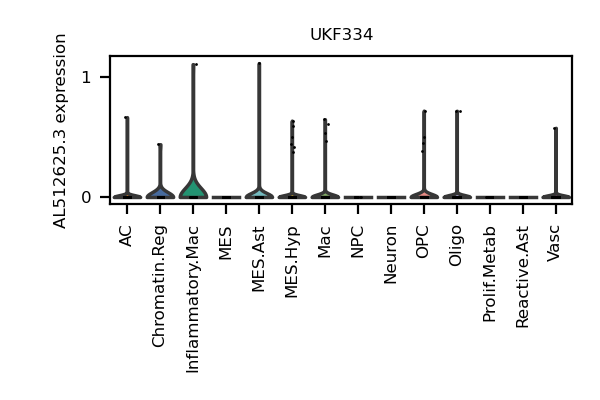 UKF334
AL512625.3 expression
1
0
AC
Chromatin.Reg
Inflammatory.Mac
MES
MES.Ast
MES.Hyp
Mac
NPC
Neuron
OPC
Oligo
Prolif.Metab
Reactive.Ast
Vasc